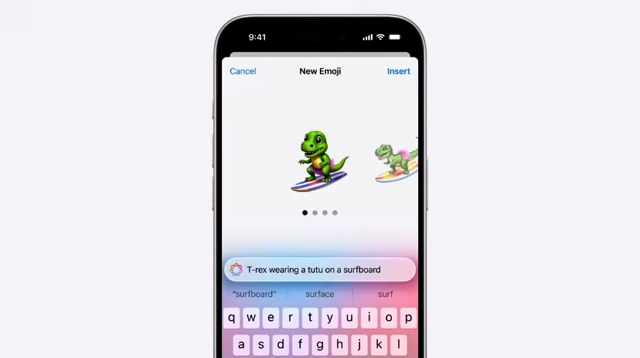 9:41
Cancel New Emoji Insert
T-rex wearing a tutu on a surfboard
"surfboard" surface surf
q w e r t y u i o p
a s d f g h j k l